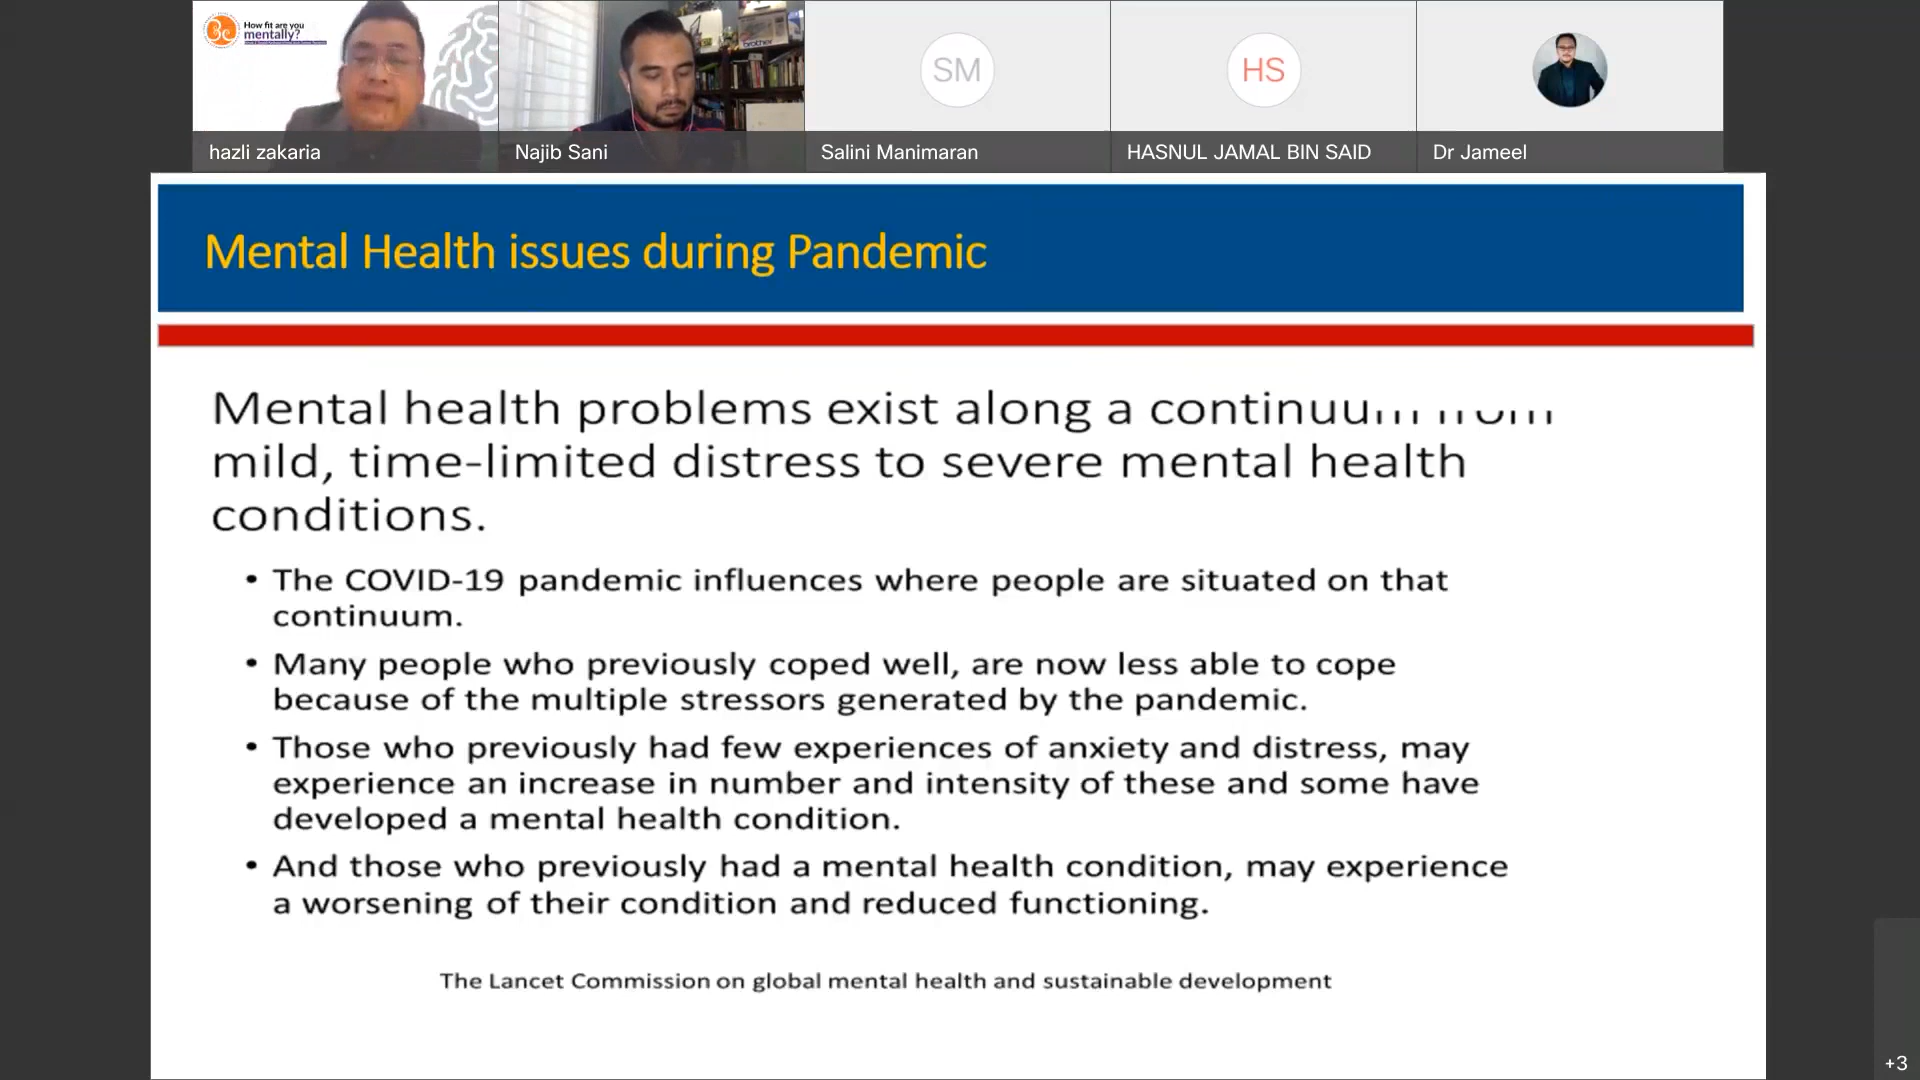 How fit are you
mentally?
brother
SM
HS
hazli zakaria
Najib Sani
Salini Manimaran
HASNUL JAMAL BIN SAID
Dr Jameel
Mental Health issues during Pandemic
Mental health problems exist along a continuum from
mild, time-limited distress to severe mental health
conditions.
• The COVID-19 pandemic influences where people are situated on that
continuum.
• Many people who previously coped well, are now less able to cope
because of the multiple stressors generated by the pandemic.
• Those who previously had few experiences of anxiety and distress, may
experience an increase in number and intensity of these and some have
developed a mental health condition.
• And those who previously had a mental health condition, may experience
a worsening of their condition and reduced functioning.
The Lancet Commission on global mental health and sustainable development
+3